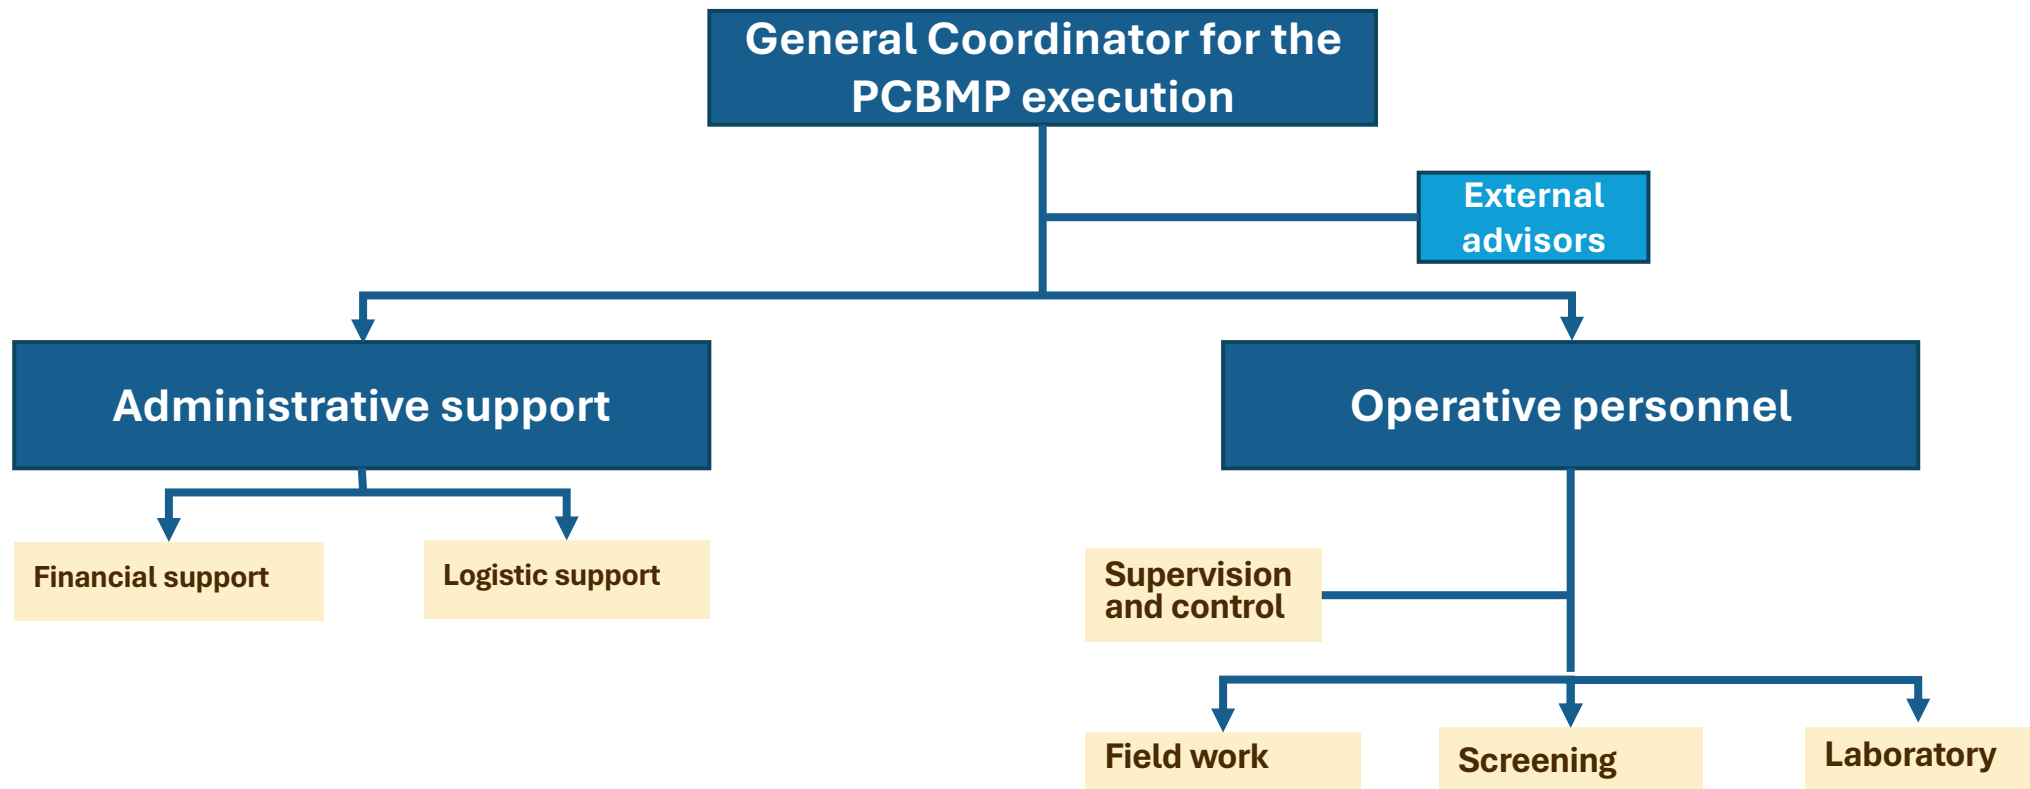 General Coordinator for the
PCBMP execution
External
advisors
Administrative support
Operative personnel
Financial support
Logistic support
Supervision
and control
Field work
Screening
Laboratory